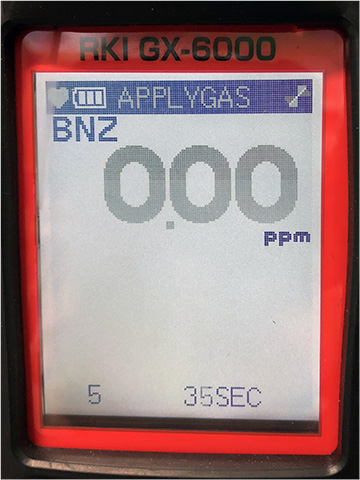 RKI GX-6000
APPLYGAS
BNZ
0.00
ppm
5 35SEC